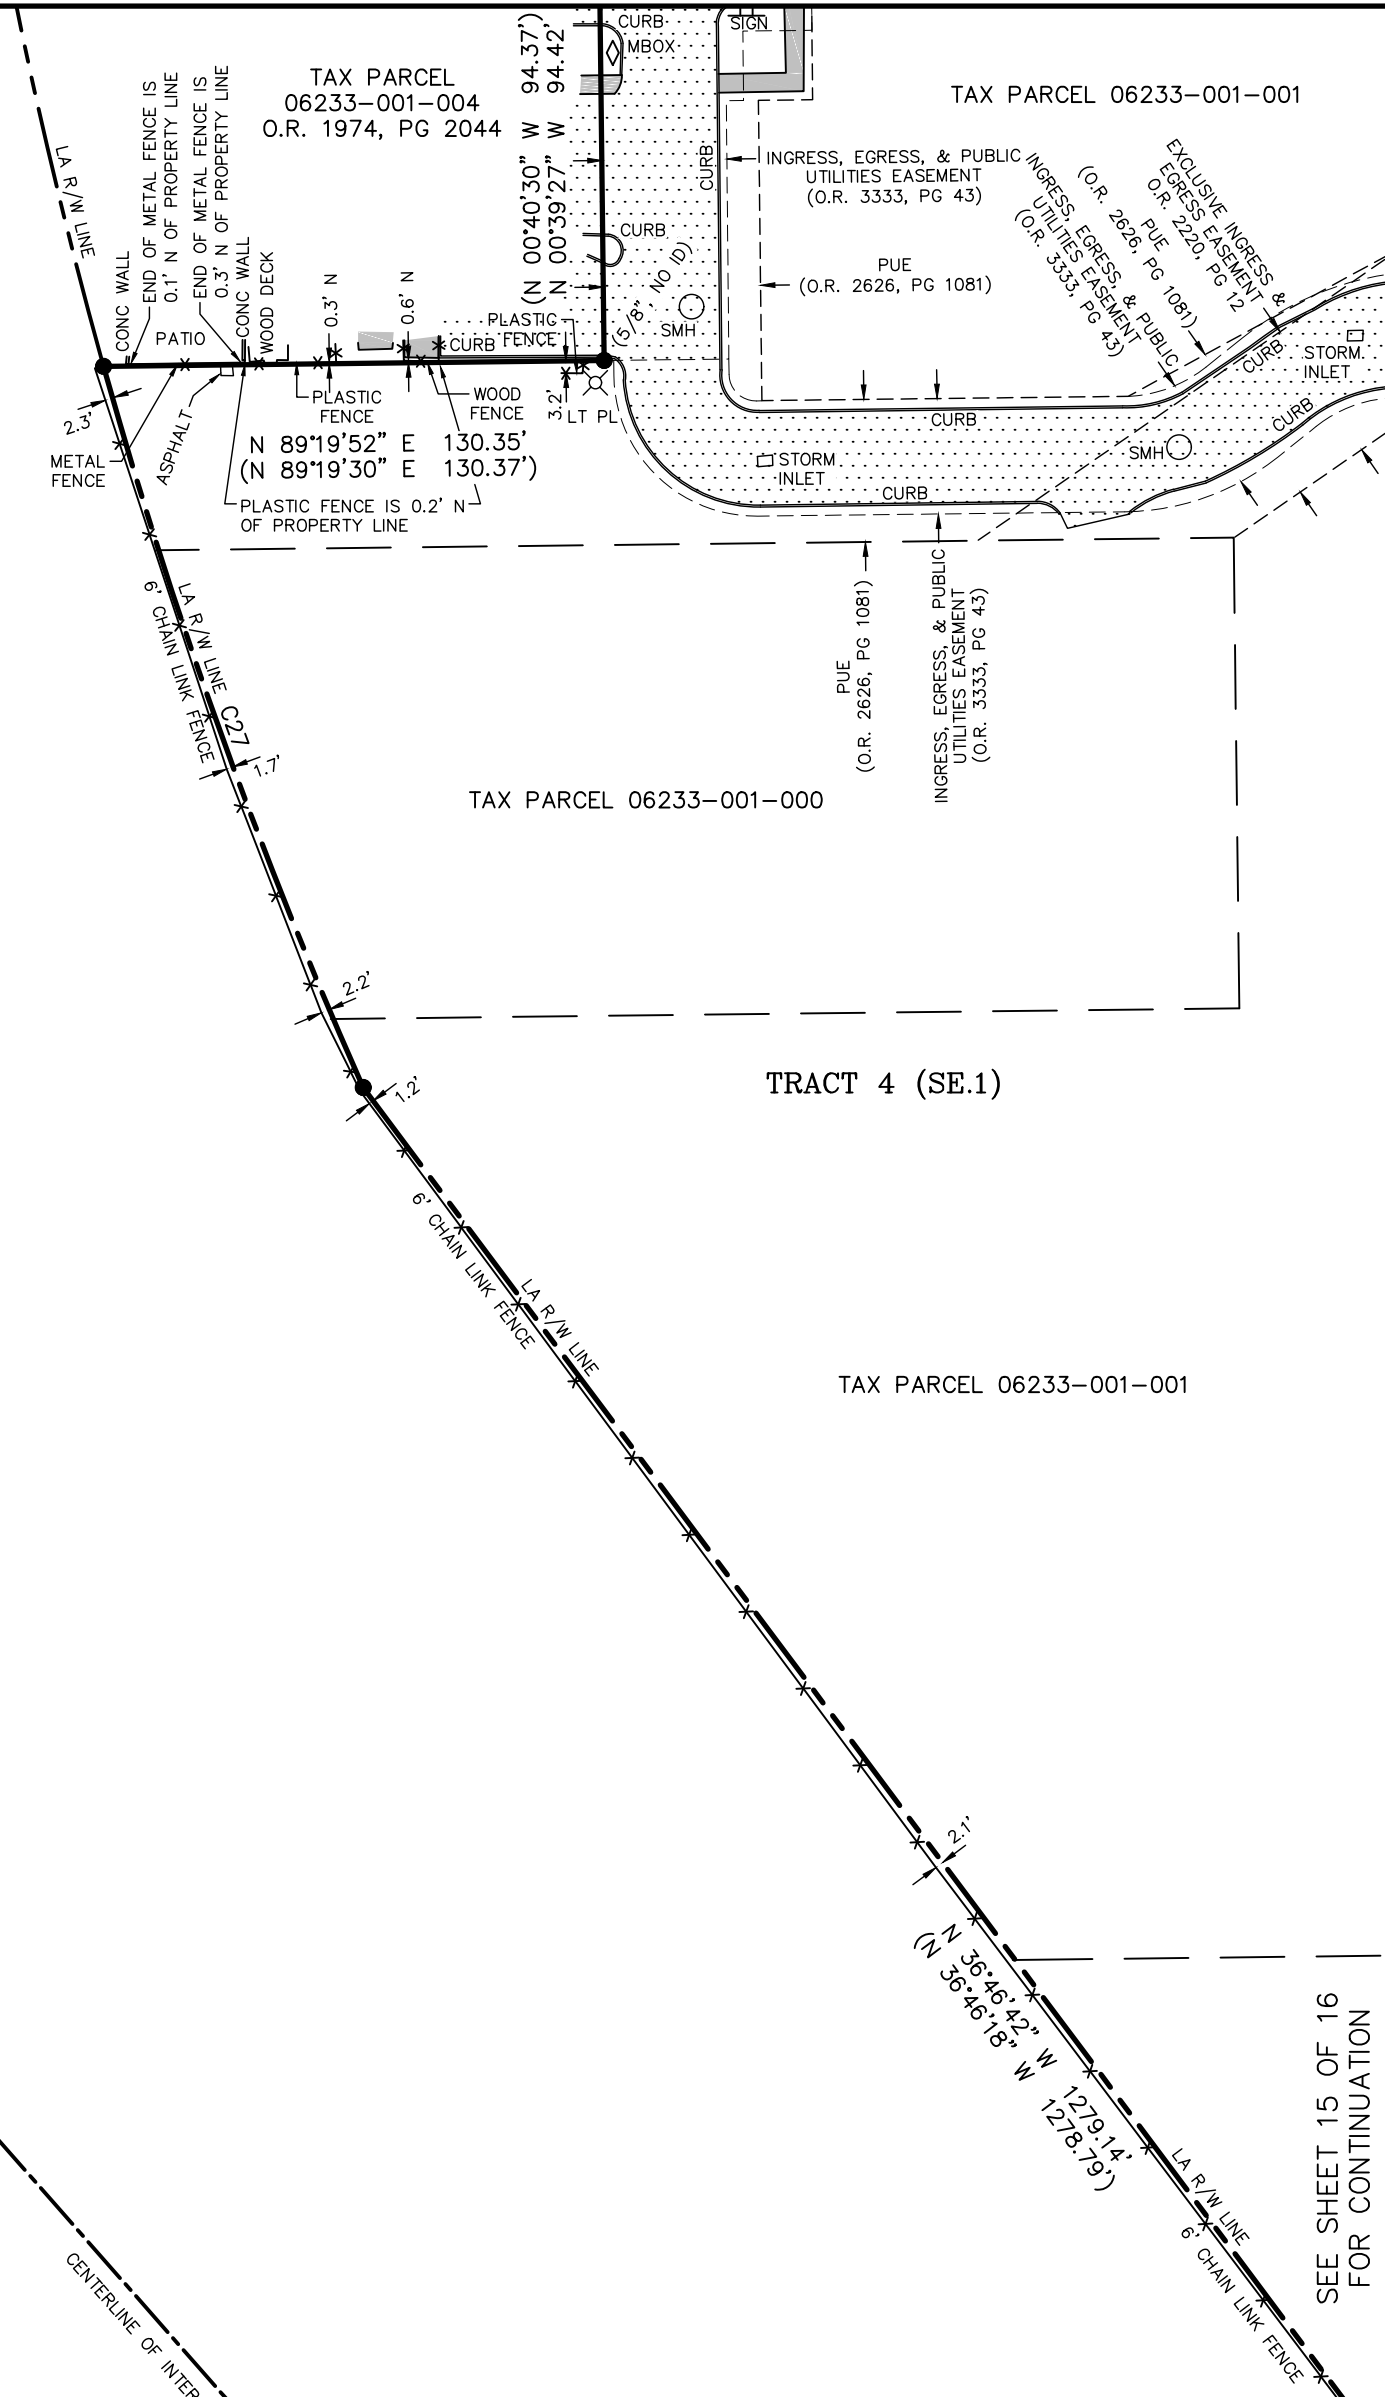 TAX PARCEL
06233-001-004
O.R. 1974, PG 2044
(N 00°40'30" W 94.37')
N 00°39'27" W 94.42'
CURB
MBOX
SIGN
TAX PARCEL 06233-001-001
LA R/W LINE
CONC WALL
END OF METAL FENCE IS
0.1' N OF PROPERTY LINE
END OF METAL FENCE IS
0.3' N OF PROPERTY LINE
CONC WALL
WOOD DECK
PATIO
0.3' N
0.6' N
CURB
PLASTIC
FENCE
CURB
(5/8", NO ID)
SMH
CURB
INGRESS, EGRESS, & PUBLIC
UTILITIES EASEMENT
(O.R. 3333, PG 43)
PUE
(O.R. 2626, PG 1081)
INGRESS, EGRESS, & PUBLIC
UTILITIES EASEMENT
(O.R. 3333, PG 43)
PUE
(O.R. 2626, PG 1081)
EXCLUSIVE INGRESS &
EGRESS EASEMENT
O.R. 2220, PG 12
CURB
STORM
INLET
CURB
2.3'
METAL
FENCE
ASPHALT
PLASTIC
FENCE
WOOD
FENCE
3.2'
LT PL
N 89°19'52" E 130.35'
(N 89°19'30" E 130.37')
PLASTIC FENCE IS 0.2' N
OF PROPERTY LINE
CURB
SMH
STORM
INLET
CURB
6' CHAIN LINK FENCE
LA R/W LINE
C27
1.7'
PUE
(O.R. 2626, PG 1081)
INGRESS, EGRESS, & PUBLIC
UTILITIES EASEMENT
(O.R. 3333, PG 43)
TAX PARCEL 06233-001-000
2.2'
1.2'
TRACT 4 (SE.1)
6' CHAIN LINK FENCE
LA R/W LINE
TAX PARCEL 06233-001-001
2.1'
N 36°46'42" W 1279.14'
(N 36°46'18" W 1278.79')
LA R/W LINE
6' CHAIN LINK FENCE
SEE SHEET 15 OF 16
FOR CONTINUATION
CENTERLINE OF INTER